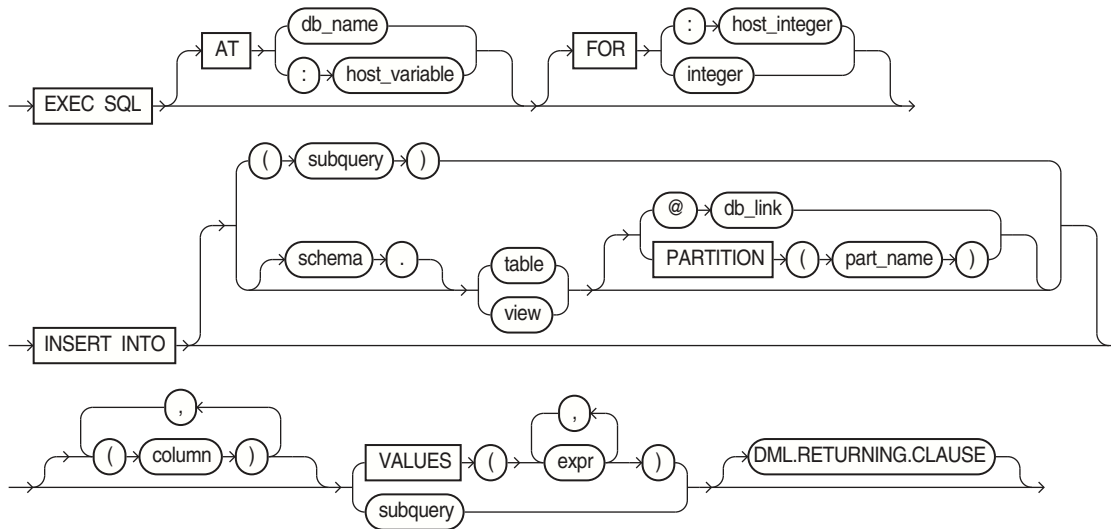 AT db_name : host_variable FOR : host_integer integer
EXEC SQL
( subquery )
@ db_link
schema . table view PARTITION ( part_name )
INSERT INTO
, ,
( column ) VALUES ( expr ) DML.RETURNING.CLAUSE
subquery